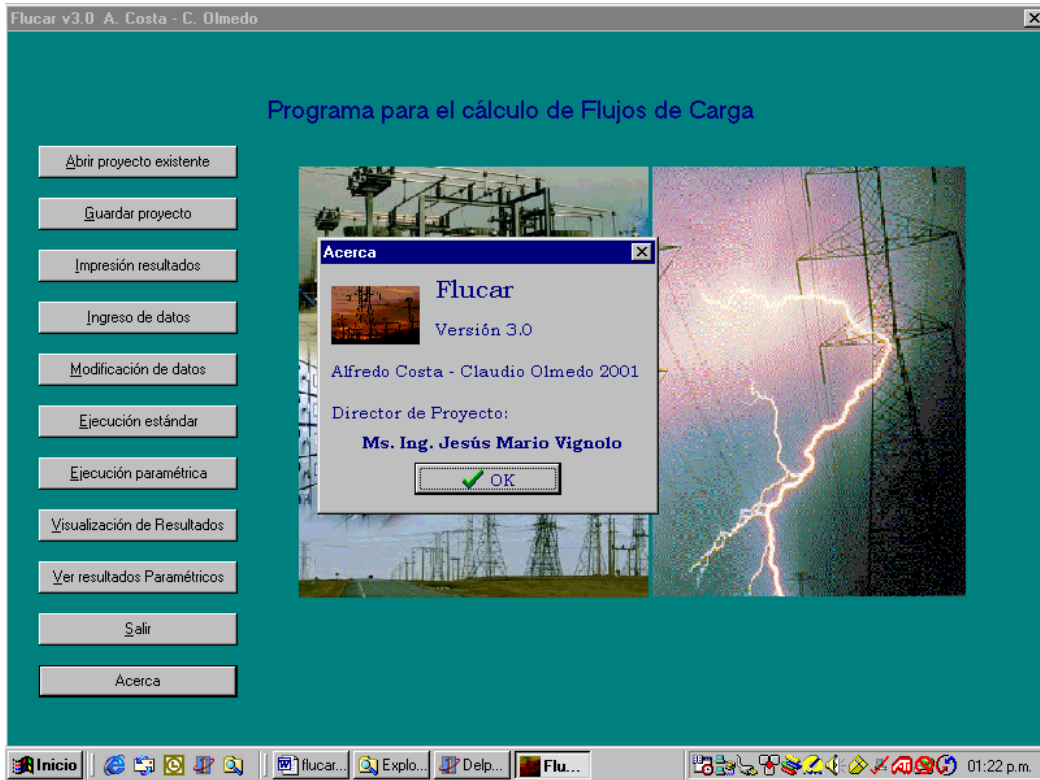 Flucar v3.0 A. Costa - C. Olmedo
Programa para el cálculo de Flujos de Carga
Abrir proyecto existente
Guardar proyecto
Impresión resultados
Ingreso de datos
Modificación de datos
Ejecución estándar
Ejecución paramétrica
Visualización de Resultados
Ver resultados Paramétricos
Salir
Acerca
Acerca
Flucar
Versión 3.0
Alfredo Costa - Claudio Olmedo 2001
Director de Proyecto:
Ms. Ing. Jesús Mario Vignolo
OK
Inicio
flucar...
Explo...
Delp...
Flu...
01:22 p.m.